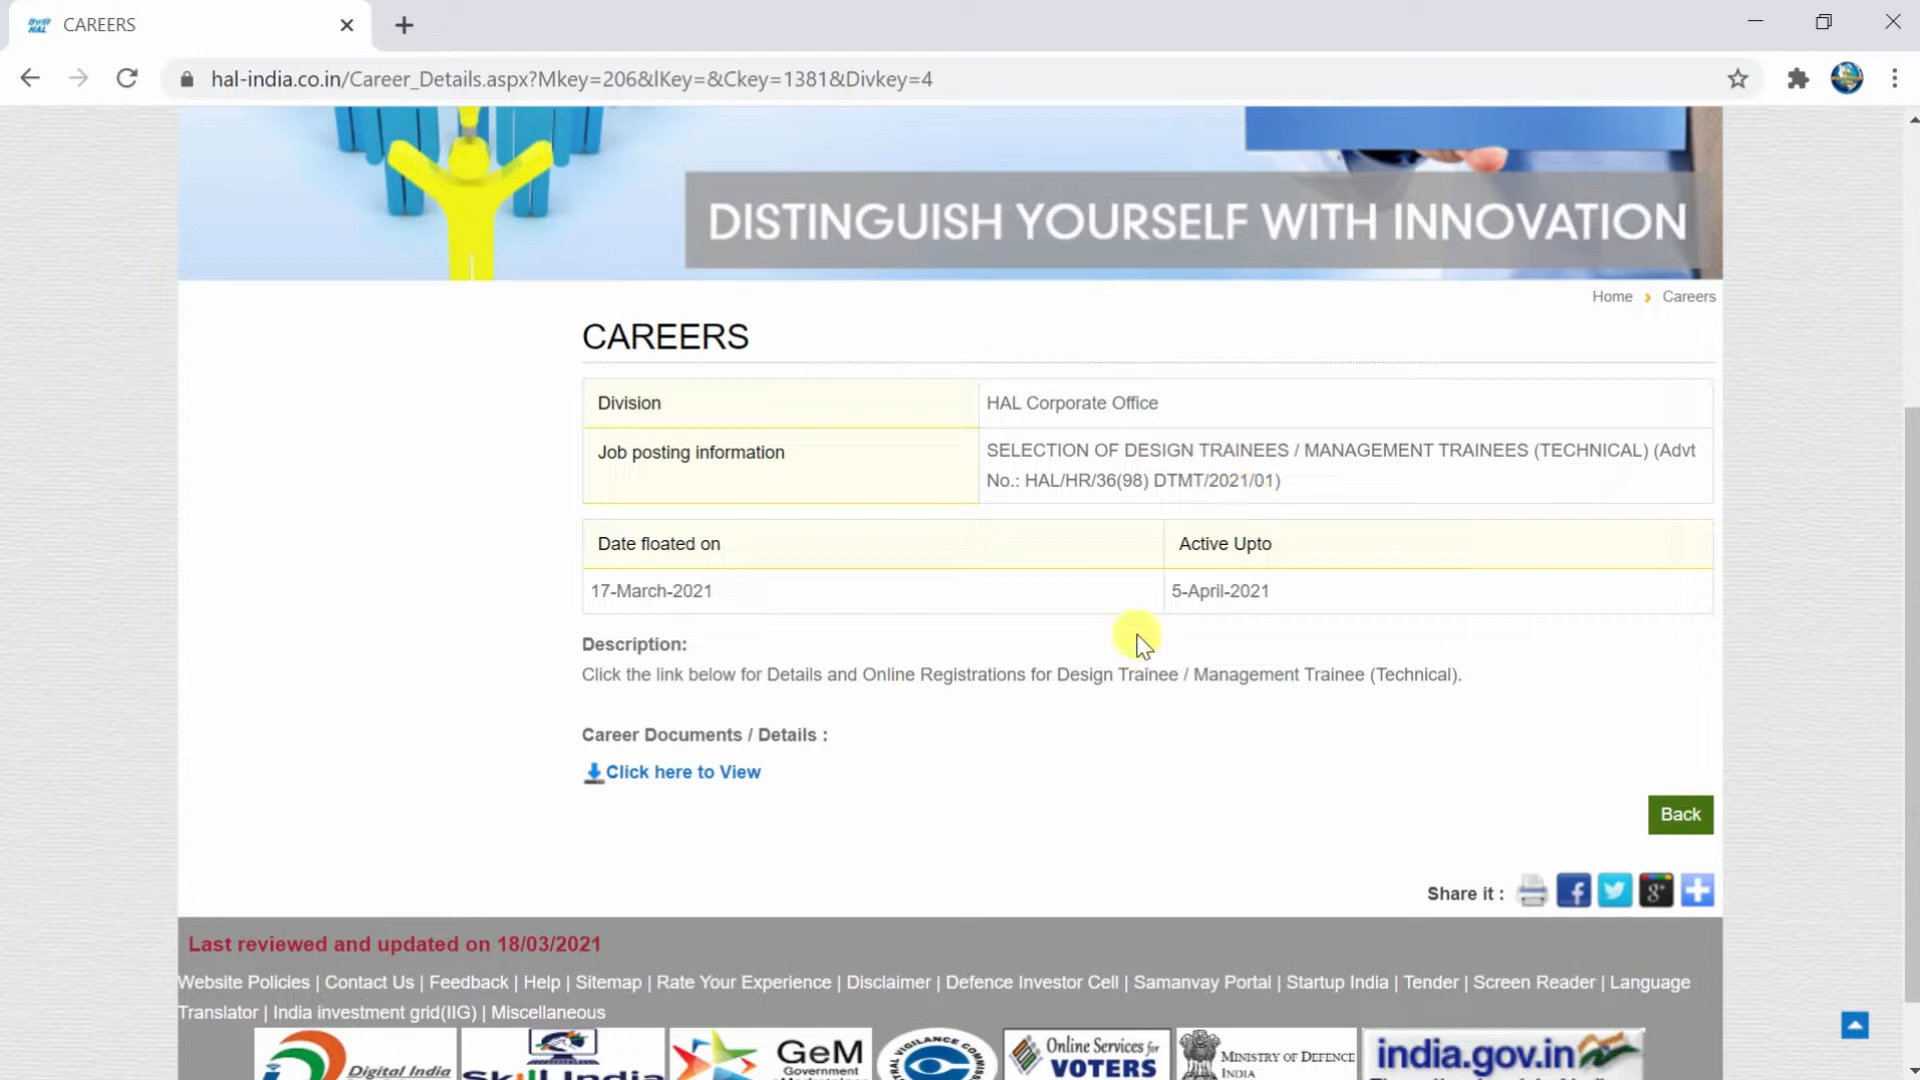 CAREERS
hal-india.co.in/Career_Details.aspx?Mkey=206&lKey=&Ckey=1381&Divkey=4
DISTINGUISH YOURSELF WITH INNOVATION
Home Careers
CAREERS
Division HAL Corporate Office
Job posting information SELECTION OF DESIGN TRAINEES / MANAGEMENT TRAINEES (TECHNICAL) (Advt
No.: HAL/HR/36(98) DTMT/2021/01)
Date floated on Active Upto
17-March-2021 5-April-2021
Description:
Click the link below for Details and Online Registrations for Design Trainee / Management Trainee (Technical).
Career Documents / Details :
Click here to View
Back
Share it :
Last reviewed and updated on 18/03/2021
Website Policies | Contact Us | Feedback | Help | Sitemap | Rate Your Experience | Disclaimer | Defence Investor Cell | Samanvay Portal | Startup India | Tender | Screen Reader | Language
Translator | India investment grid(IIG) | Miscellaneous
Digital India
Skill India
GeM
Government
Online Services for
VOTERS
MINISTRY OF DEFENCE
INDIA
india.gov.in